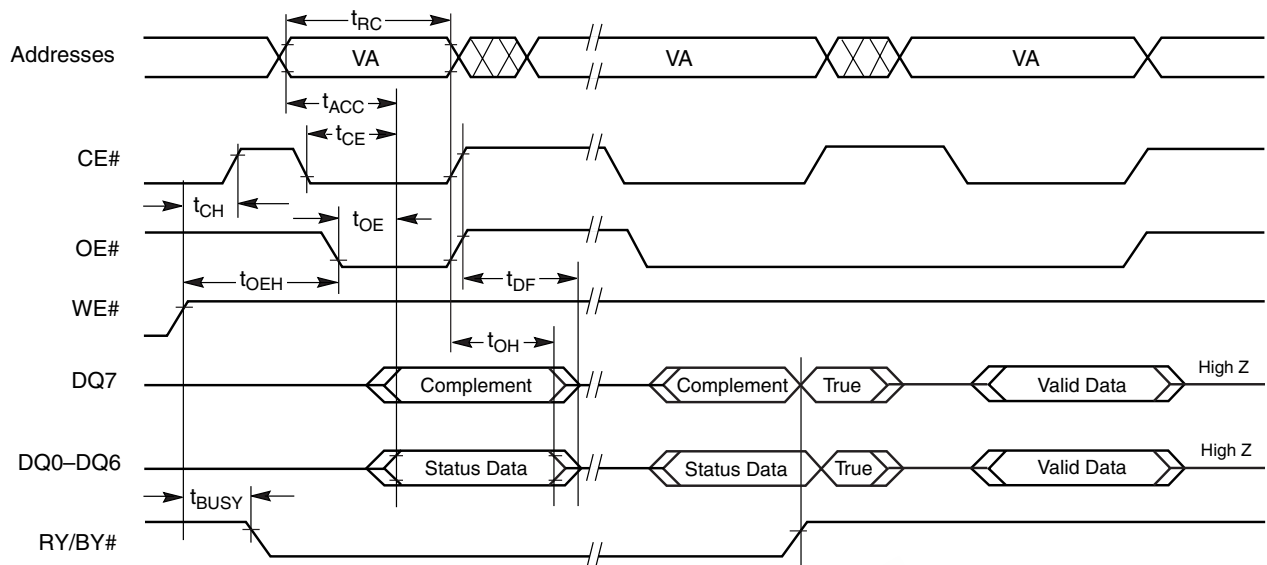 tRC
Addresses VA VA VA
tACC
tCE
CE#
tCH tOE
OE#
tOEH tDF
WE#
tOH
DQ7 Complement Complement True Valid Data High Z
DQ0–DQ6 Status Data Status Data True Valid Data High Z
tBUSY
RY/BY#